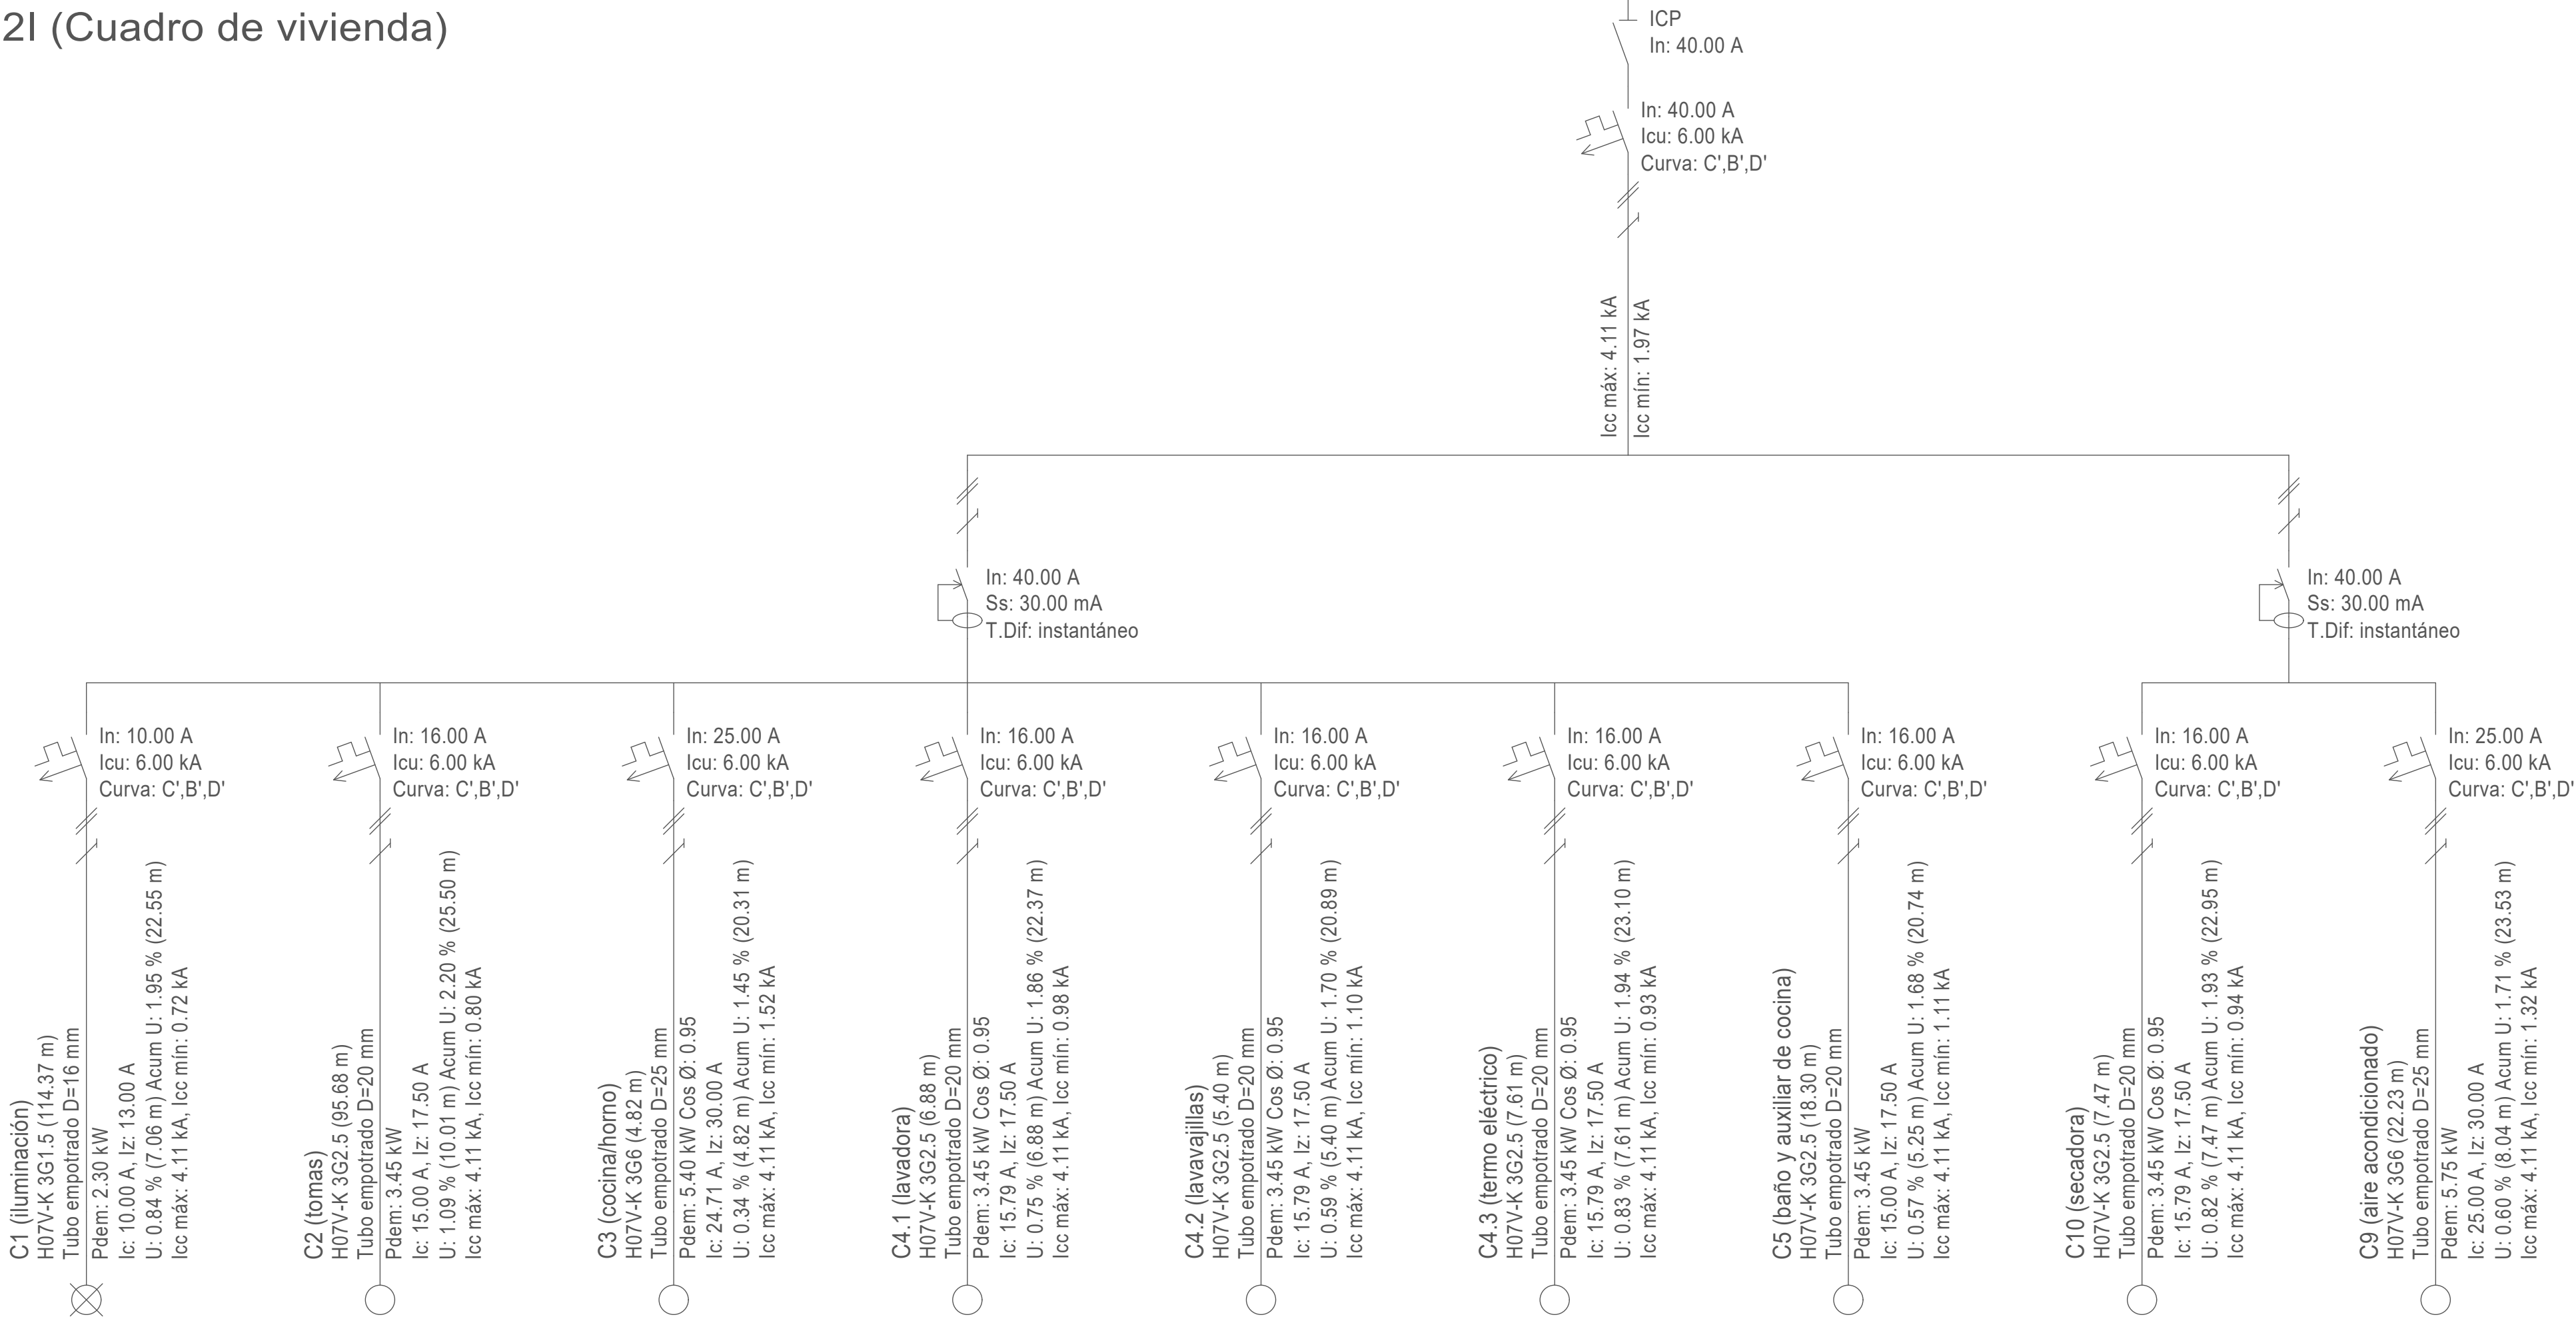 2I (Cuadro de vivienda)
ICP
In: 40.00 A
In: 40.00 A
Icu: 6.00 kA
Curva: C',B',D'
Icc máx: 4.11 kA
Icc mín: 1.97 kA
In: 40.00 A
Ss: 30.00 mA
T.Dif: instantáneo
In: 40.00 A
Ss: 30.00 mA
T.Dif: instantáneo
In: 10.00 A
Icu: 6.00 kA
Curva: C',B',D'
C1 (iluminación)
H07V-K 3G1.5 (114.37 m)
Tubo empotrado D=16 mm
Pdem: 2.30 kW
Ic: 10.00 A, Iz: 13.00 A
U: 0.84 % (7.06 m) Acum U: 1.95 % (22.55 m)
Icc máx: 4.11 kA, Icc mín: 0.72 kA
In: 16.00 A
Icu: 6.00 kA
Curva: C',B',D'
C2 (tomas)
H07V-K 3G2.5 (95.68 m)
Tubo empotrado D=20 mm
Pdem: 3.45 kW
Ic: 15.00 A, Iz: 17.50 A
U: 1.09 % (10.01 m) Acum U: 2.20 % (25.50 m)
Icc máx: 4.11 kA, Icc mín: 0.80 kA
In: 25.00 A
Icu: 6.00 kA
Curva: C',B',D'
C3 (cocina/horno)
H07V-K 3G6 (4.82 m)
Tubo empotrado D=25 mm
Pdem: 5.40 kW Cos Ø: 0.95
Ic: 24.71 A, Iz: 30.00 A
U: 0.34 % (4.82 m) Acum U: 1.45 % (20.31 m)
Icc máx: 4.11 kA, Icc mín: 1.52 kA
In: 16.00 A
Icu: 6.00 kA
Curva: C',B',D'
C4.1 (lavadora)
H07V-K 3G2.5 (6.88 m)
Tubo empotrado D=20 mm
Pdem: 3.45 kW Cos Ø: 0.95
Ic: 15.79 A, Iz: 17.50 A
U: 0.75 % (6.88 m) Acum U: 1.86 % (22.37 m)
Icc máx: 4.11 kA, Icc mín: 0.98 kA
In: 16.00 A
Icu: 6.00 kA
Curva: C',B',D'
C4.2 (lavavajillas)
H07V-K 3G2.5 (5.40 m)
Tubo empotrado D=20 mm
Pdem: 3.45 kW Cos Ø: 0.95
Ic: 15.79 A, Iz: 17.50 A
U: 0.59 % (5.40 m) Acum U: 1.70 % (20.89 m)
Icc máx: 4.11 kA, Icc mín: 1.10 kA
In: 16.00 A
Icu: 6.00 kA
Curva: C',B',D'
C4.3 (termo eléctrico)
H07V-K 3G2.5 (7.61 m)
Tubo empotrado D=20 mm
Pdem: 3.45 kW Cos Ø: 0.95
Ic: 15.79 A, Iz: 17.50 A
U: 0.83 % (7.61 m) Acum U: 1.94 % (23.10 m)
Icc máx: 4.11 kA, Icc mín: 0.93 kA
In: 16.00 A
Icu: 6.00 kA
Curva: C',B',D'
C5 (baño y auxiliar de cocina)
H07V-K 3G2.5 (18.30 m)
Tubo empotrado D=20 mm
Pdem: 3.45 kW
Ic: 15.00 A, Iz: 17.50 A
U: 0.57 % (5.25 m) Acum U: 1.68 % (20.74 m)
Icc máx: 4.11 kA, Icc mín: 1.11 kA
In: 16.00 A
Icu: 6.00 kA
Curva: C',B',D'
C10 (secadora)
H07V-K 3G2.5 (7.47 m)
Tubo empotrado D=20 mm
Pdem: 3.45 kW Cos Ø: 0.95
Ic: 15.79 A, Iz: 17.50 A
U: 0.82 % (7.47 m) Acum U: 1.93 % (22.95 m)
Icc máx: 4.11 kA, Icc mín: 0.94 kA
In: 25.00 A
Icu: 6.00 kA
Curva: C',B',D'
C9 (aire acondicionado)
H07V-K 3G6 (22.23 m)
Tubo empotrado D=25 mm
Pdem: 5.75 kW
Ic: 25.00 A, Iz: 30.00 A
U: 0.60 % (8.04 m) Acum U: 1.71 % (23.53 m)
Icc máx: 4.11 kA, Icc mín: 1.32 kA